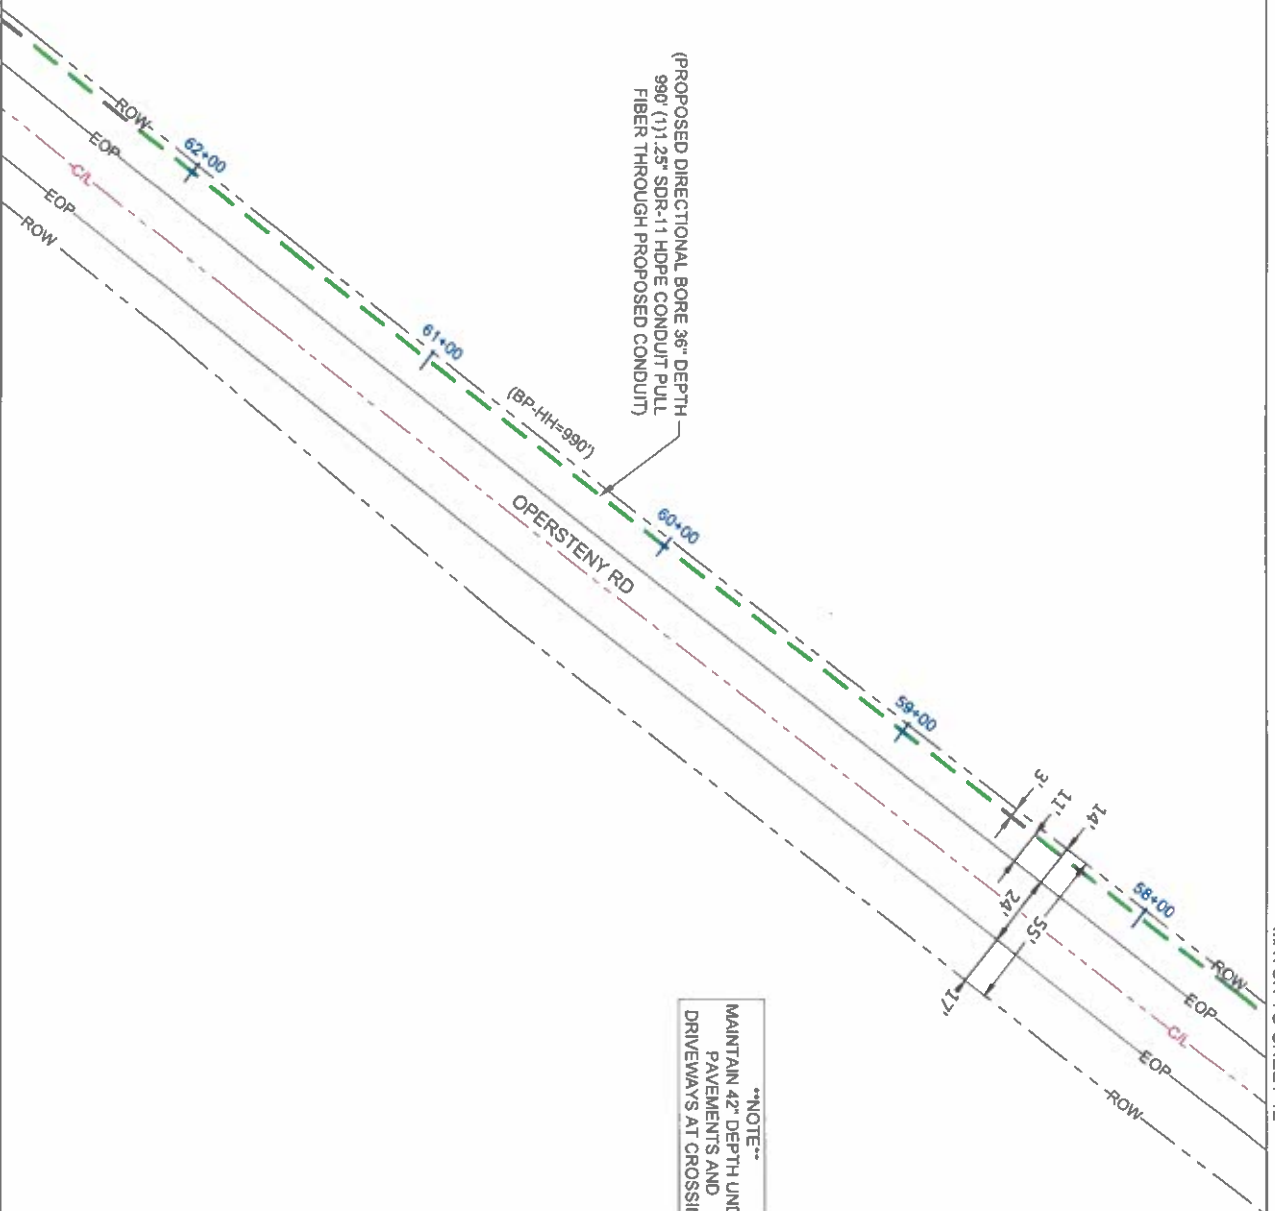 (PROPOSED DIRECTIONAL BORE 36" DEPTH
990' (1)1.25" SDR-11 HDPE CONDUIT PULL
FIBER THROUGH PROPOSED CONDUIT)
ROW
EOP
C/L
EOP
ROW
62+00
61+00
(BP-HH=990')
60+00
OPERSTENY RD
59+00
3'
11'
14'
24'
55'
17'
58+00
ROW
EOP
C/L
EOP
ROW
**NOTE**
MAINTAIN 42" DEPTH
PAVEMENTS AND
DRIVEWAYS AT